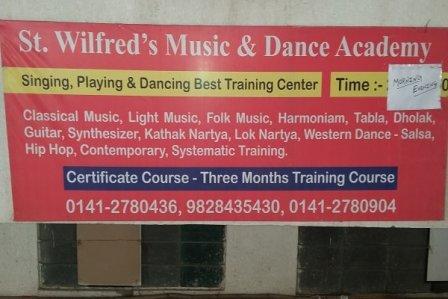 St. Wilfred's Music & Dance Academy
Singing, Playing & Dancing Best Training Center
Time :-
MORNING
EVENING
Classical Music, Light Music, Folk Music, Harmoniam, Tabla, Dholak,
Guitar, Synthesizer, Kathak Nartya, Lok Nartya, Western Dance - Salsa,
Hip Hop, Contemporary, Systematic Training.
Certificate Course - Three Months Training Course
0141-2780436, 9828435430, 0141-2780904